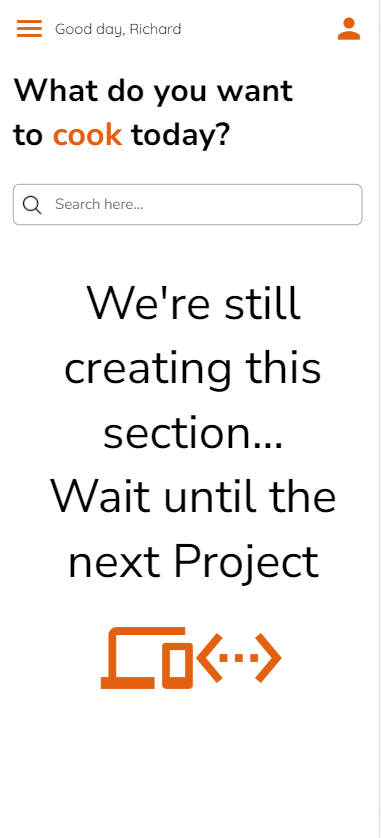 Good day, Richard
What do you want
to cook today?
Search here...
We're still
creating this
section...
Wait until the
next Project